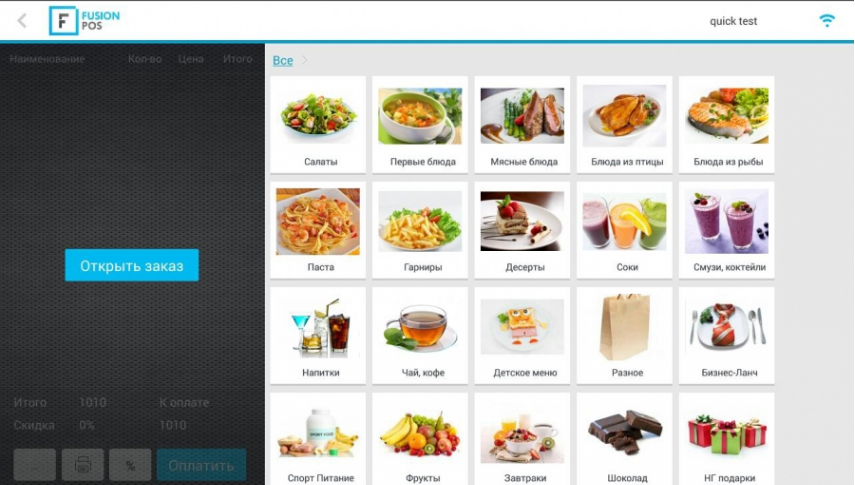 F FUSION
POS
quick test
Наименование Кол-во Цена Итого
Все
Салаты Первые блюда Мясные блюда Блюда из птицы Блюда из рыбы
Открыть заказ
Паста Гарниры Десерты Соки Смузи, коктейли
Напитки Чай, кофе Детское меню Разное Бизнес-Ланч
Итого 1010 К оплате
Скидка 0% 1010
... % Оплатить
SPORT FOOD
Спорт Питание Фрукты Завтраки Шоколад НГ подарки